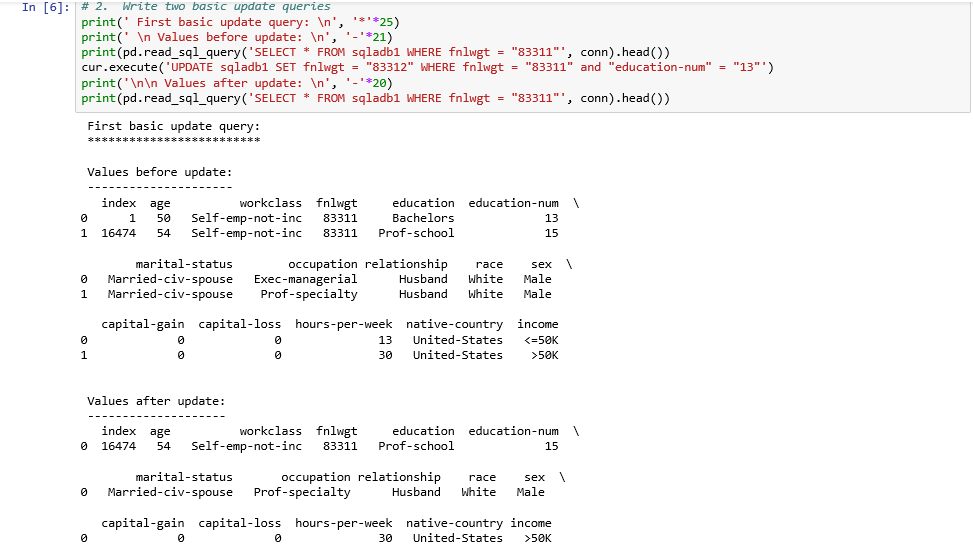 In [6]: # 2.  Write two basic update queries
print(' First basic update query: \n', '*'*25)
print(' \n Values before update: \n', '-'*21)
print(pd.read_sql_query('SELECT * FROM sqladb1 WHERE fnlwgt = "83311"', conn).head())
cur.execute('UPDATE sqladb1 SET fnlwgt = "83312" WHERE fnlwgt = "83311" and "education-num" = "13"')
print('\n\n Values after update: \n', '-'*20)
print(pd.read_sql_query('SELECT * FROM sqladb1 WHERE fnlwgt = "83311"', conn).head())
First basic update query:
*************************
Values before update:
---------------------
   index  age          workclass  fnlwgt     education  education-num  \
0      1   50   Self-emp-not-inc   83311     Bachelors             13
1  16474   54   Self-emp-not-inc   83311   Prof-school             15
        marital-status        occupation relationship    race    sex  \
0   Married-civ-spouse   Exec-managerial      Husband   White   Male
1   Married-civ-spouse    Prof-specialty      Husband   White   Male
   capital-gain  capital-loss  hours-per-week  native-country  income
0             0             0              13   United-States   <=50K
1             0             0              30   United-States    >50K
Values after update:
--------------------
   index  age          workclass  fnlwgt     education  education-num  \
0  16474   54   Self-emp-not-inc   83311   Prof-school             15
        marital-status       occupation relationship    race    sex  \
0   Married-civ-spouse   Prof-specialty      Husband   White   Male
   capital-gain  capital-loss  hours-per-week  native-country income
0             0             0              30   United-States   >50K